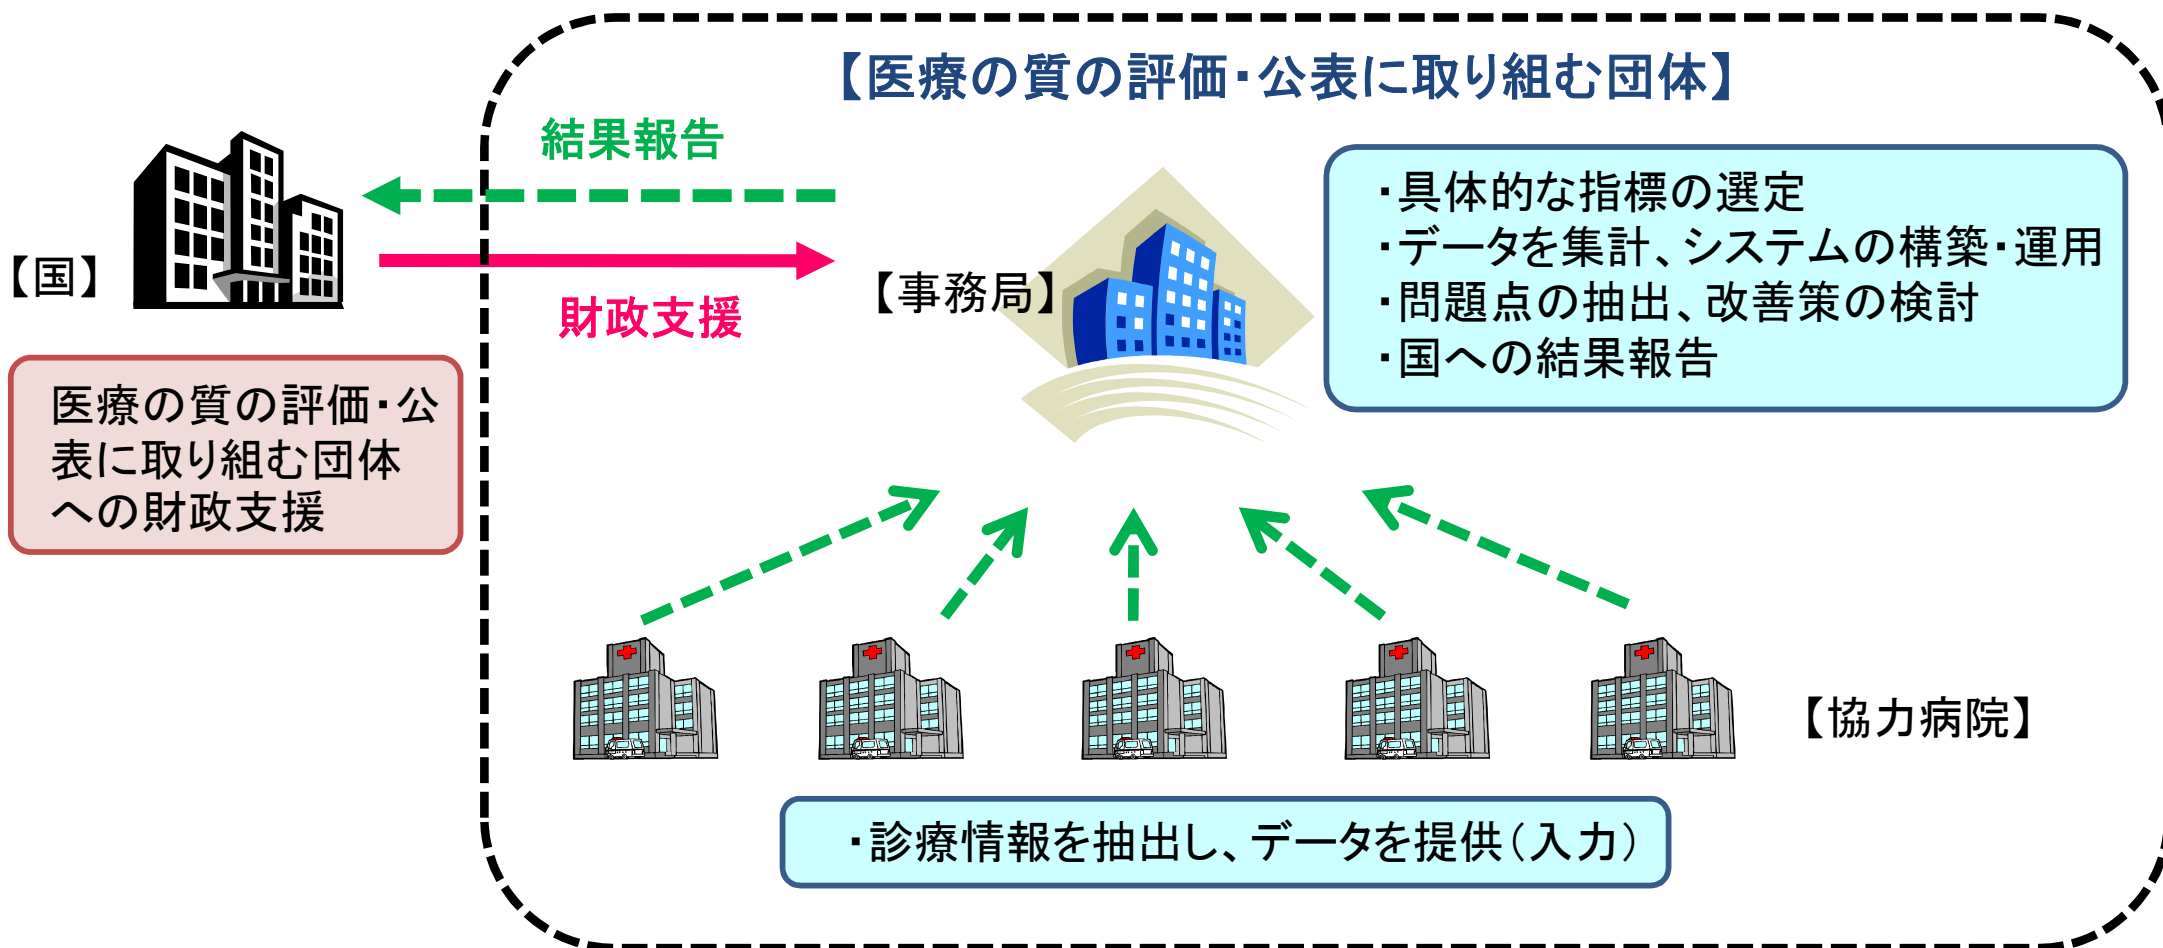 【医療の質の評価・公表に取り組む団体】
結果報告
【国】
財政支援
医療の質の評価・公
表に取り組む団体
への財政支援
【事務局】
・具体的な指標の選定
・データを集計、システムの構築・運用
・問題点の抽出、改善策の検討
・国への結果報告
【協力病院】
・診療情報を抽出し、データを提供（入力）